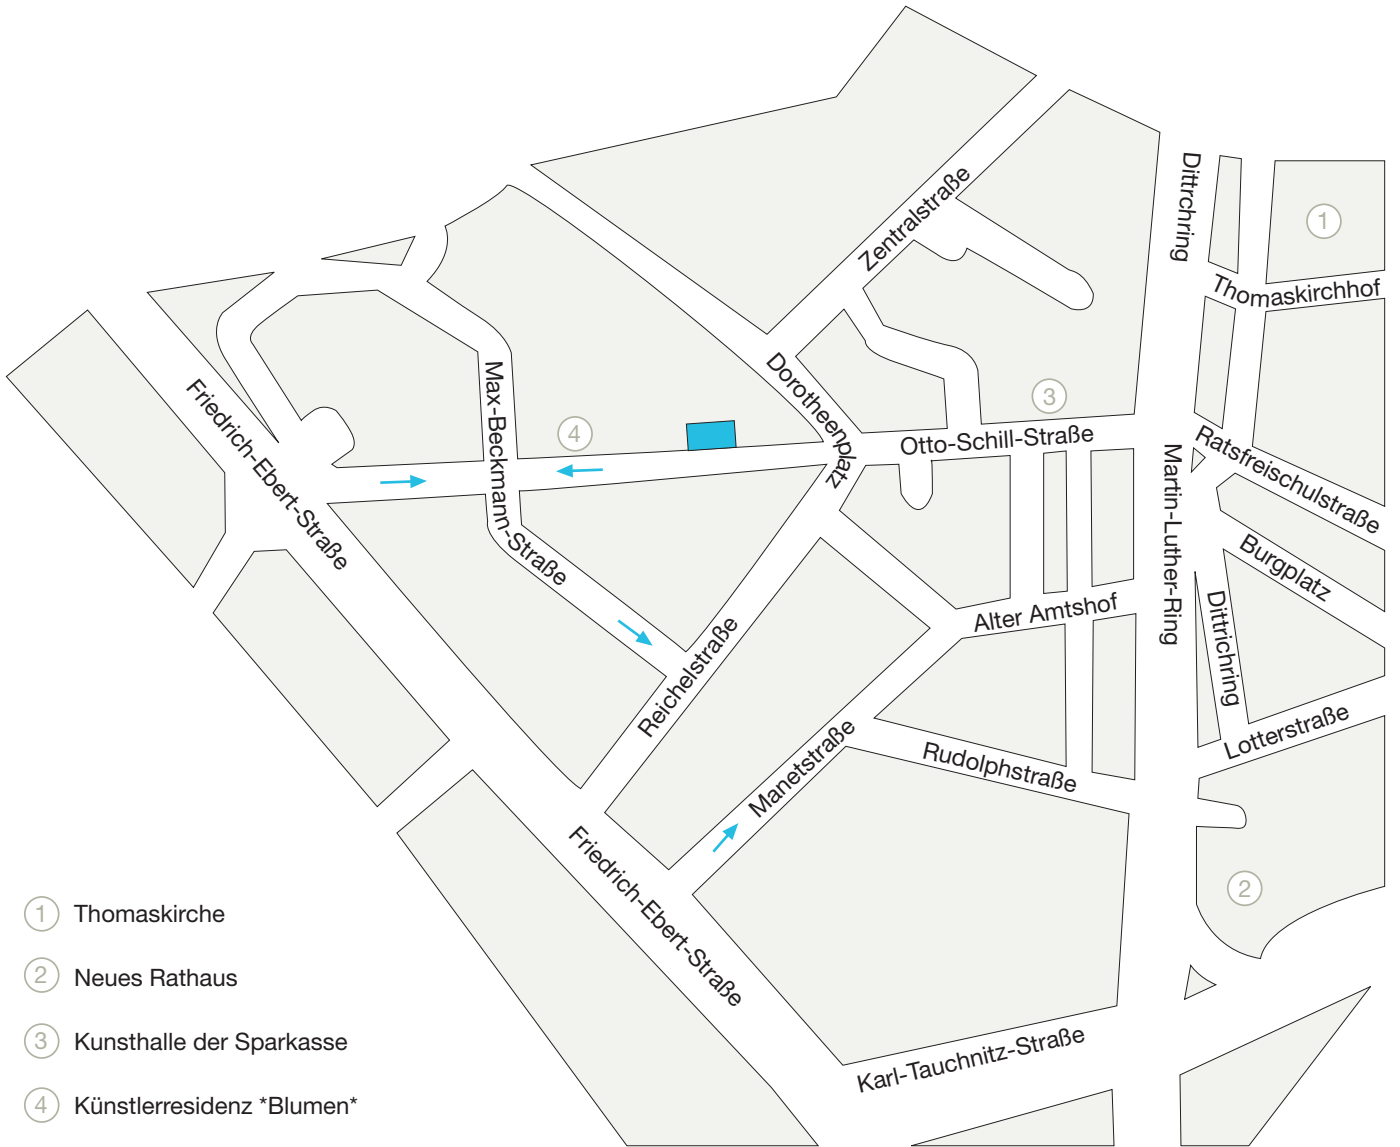 Dittrchring
1
Zentralstraße
Thomaskirchhof
Dorotheenplatz
3
Friedrich-Ebert-Straße
Max-Beckmann-Straße
4
Otto-Schill-Straße
Ratsfreischulstraße
Martin-Luther-Ring
Burgplatz
Alter Amtshof
Dittrichring
Reichelstraße
Lotterstraße
Manetstraße
Rudolphstraße
Friedrich-Ebert-Straße
2
Karl-Tauchnitz-Straße
1 Thomaskirche
2 Neues Rathaus
3 Kunsthalle der Sparkasse
4 Künstlerresidenz *Blumen*